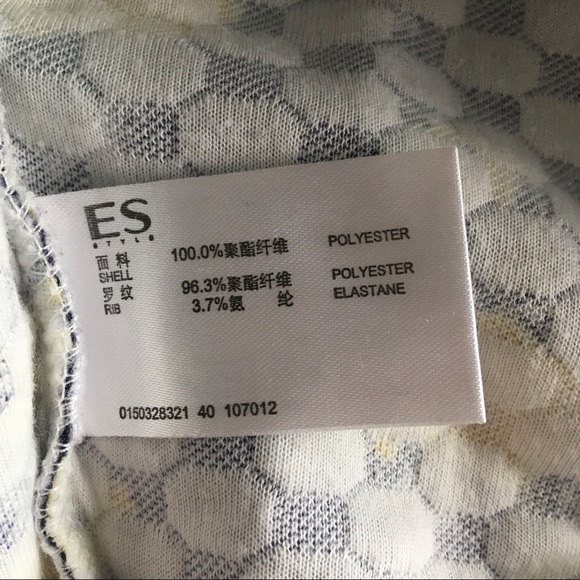 ES
STYLE
面料 100.0%聚酯纤维 POLYESTER
SHELL
罗纹 96.3%聚酯纤维 POLYESTER
RIB 3.7%氨 纶 ELASTANE
0150328321 40 107012